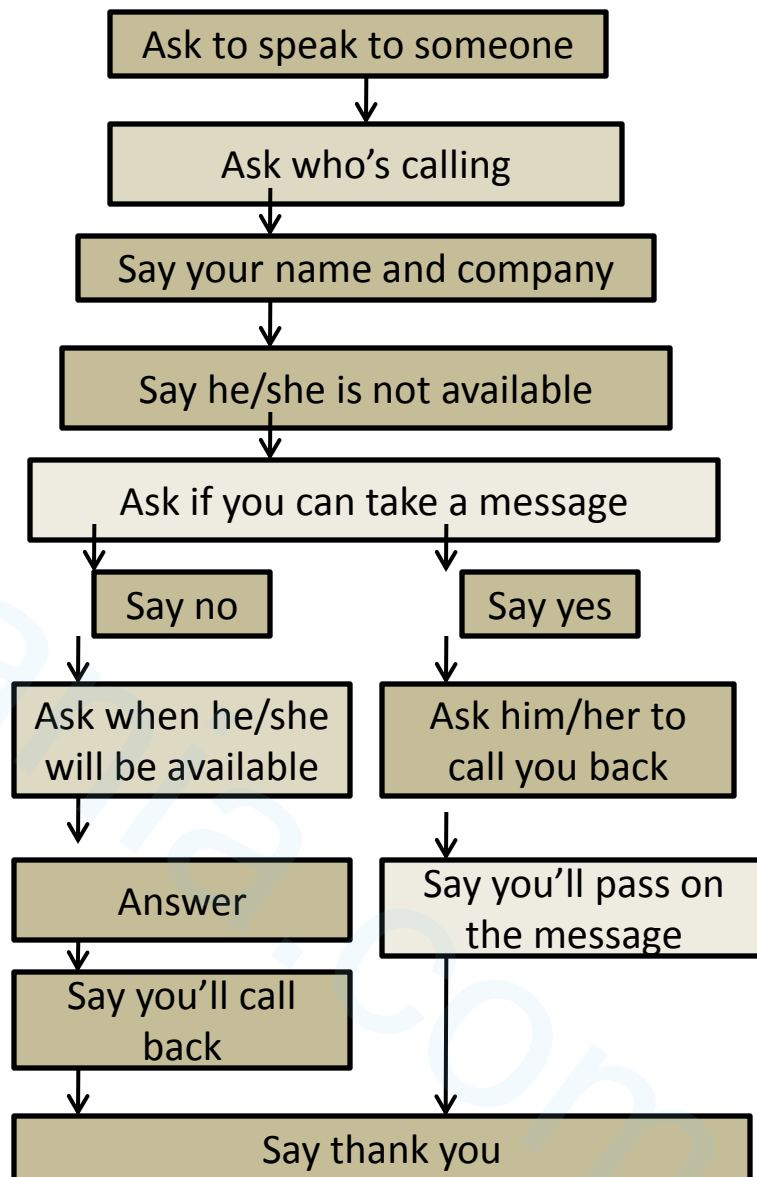 Ask to speak to someone
Ask who's calling
Say your name and company
Say he/she is not available
Ask if you can take a message
Say no
Say yes
Ask when he/she
will be available
Ask him/her to
call you back
Answer
Say you'll pass on
the message
Say you'll call
back
Say thank you